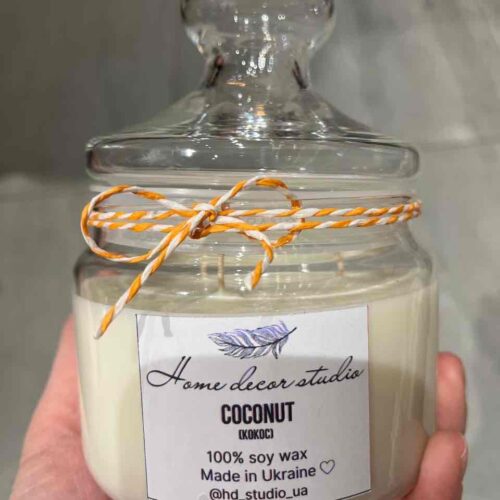 Home decor studio
COCONUT
(КОКОС)
100% soy wax
Made in Ukraine♡
@hd_studio_ua